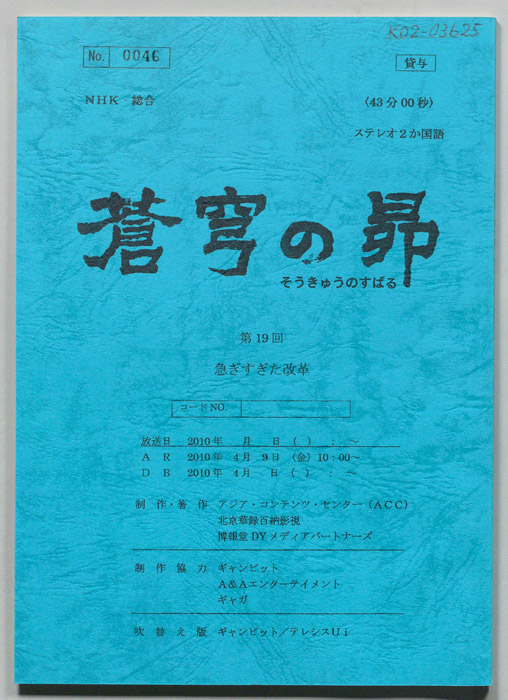 K02-03625
No. 0046
貸与
NHK 総合
〈43分00秒〉
ステレオ2か国語
蒼穹の昴
そうきゅうのすばる
第19回
急ぎすぎた改革
コードNO.
放送日 2010年 月 日 ( ) : ～
AR 2010年 4月 9日 (金) 10:00～
DB 2010年 4月 日 ( ) : ～
制作・著作 アジア・コンテンツ・センター(ACC)
北京華録百納影視
博報堂DYメディアパートナーズ
制作協力 ギャンビット
A&Aエンターテイメント
ギャガ
吹替え版 ギャンビット/テレシスUi